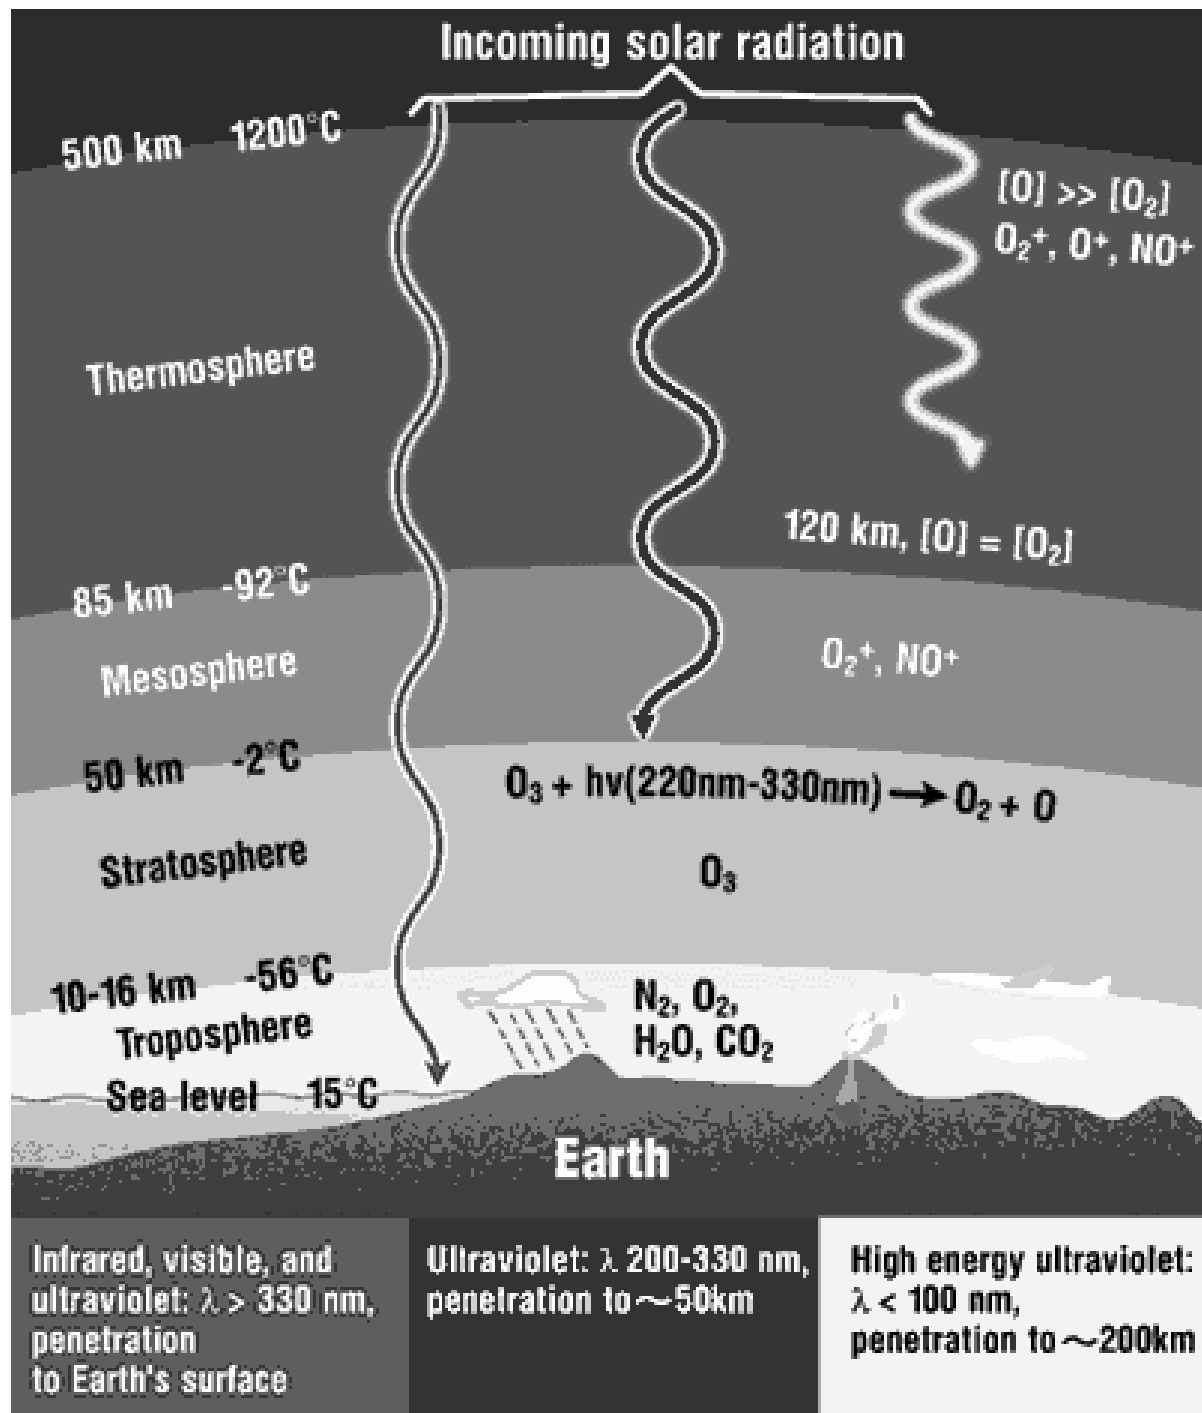 Incoming solar radiation
500 km 1200°C
[O] >> [O₂]
O₂⁺, O⁺, NO⁺
Thermosphere
120 km, [O] = [O₂]
85 km -92°C
Mesosphere
O₂⁺, NO⁺
50 km -2°C
O₃ + hv(220nm-330nm) → O₂ + O
Stratosphere
O₃
10-16 km -56°C
N₂, O₂,
H₂O, CO₂
Troposphere
Sea level 15°C
Earth
Infrared, visible, and
ultraviolet: λ > 330 nm,
penetration
to Earth's surface
Ultraviolet: λ 200-330 nm,
penetration to ~50km
High energy ultraviolet:
λ < 100 nm,
penetration to ~200km